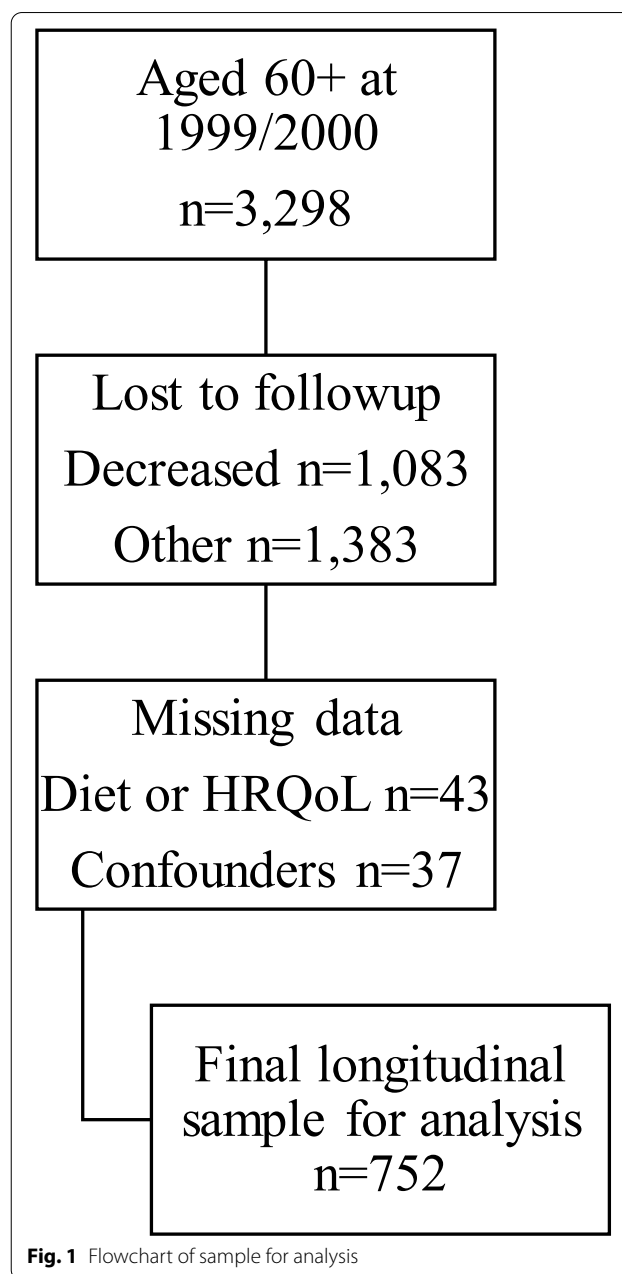 Aged 60+ at
1999/2000
n=3,298
Lost to followup
Decreased n=1,083
Other n=1,383
Missing data
Diet or HRQoL n=43
Confounders n=37
Final longitudinal
sample for analysis
n=752
Fig. 1 Flowchart of sample for analysis